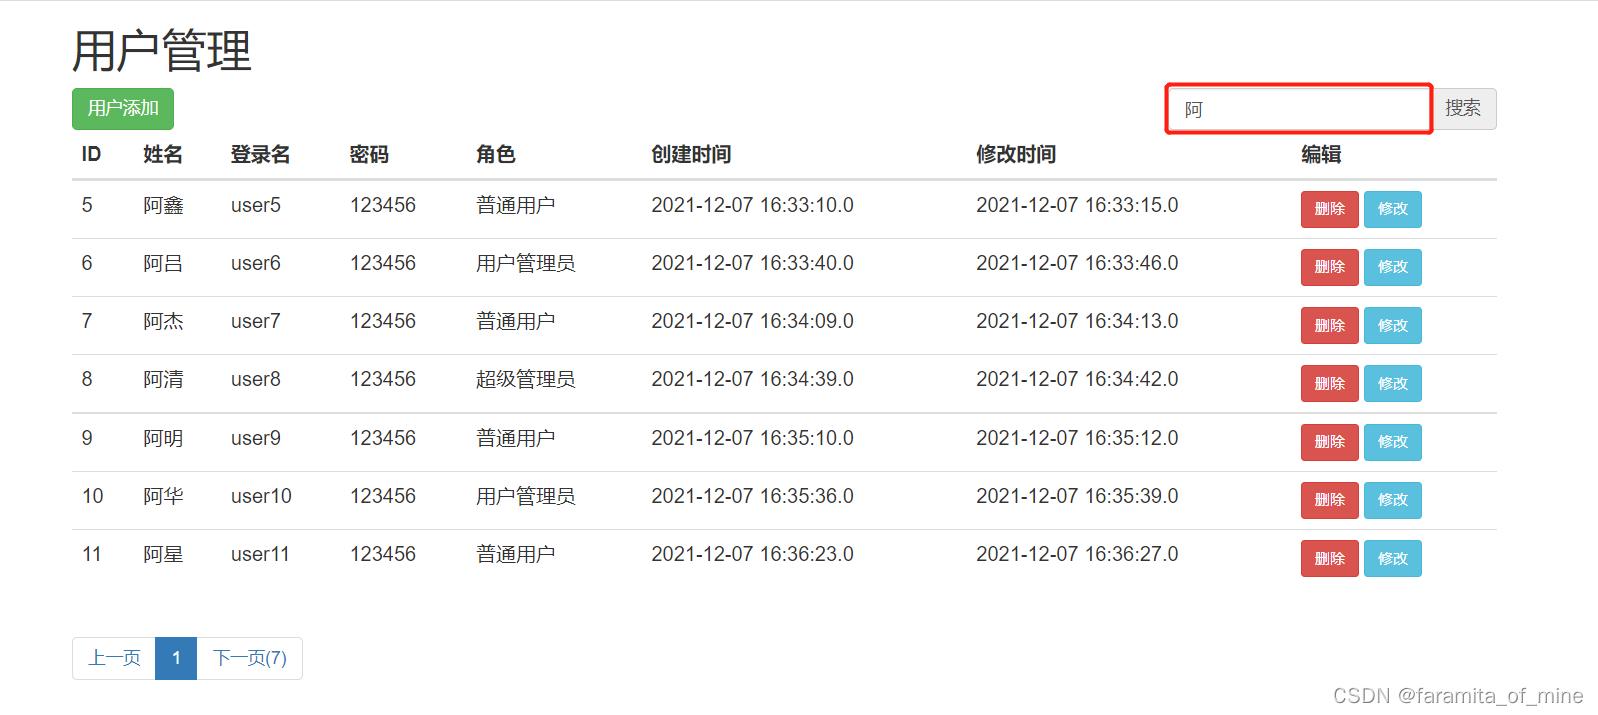 用户管理
用户添加 阿 搜索
ID 姓名 登录名 密码 角色 创建时间 修改时间 编辑
5 阿鑫 user5 123456 普通用户 2021-12-07 16:33:10.0 2021-12-07 16:33:15.0 删除 修改
6 阿吕 user6 123456 用户管理员 2021-12-07 16:33:40.0 2021-12-07 16:33:46.0 删除 修改
7 阿杰 user7 123456 普通用户 2021-12-07 16:34:09.0 2021-12-07 16:34:13.0 删除 修改
8 阿清 user8 123456 超级管理员 2021-12-07 16:34:39.0 2021-12-07 16:34:42.0 删除 修改
9 阿明 user9 123456 普通用户 2021-12-07 16:35:10.0 2021-12-07 16:35:12.0 删除 修改
10 阿华 user10 123456 用户管理员 2021-12-07 16:35:36.0 2021-12-07 16:35:39.0 删除 修改
11 阿星 user11 123456 普通用户 2021-12-07 16:36:23.0 2021-12-07 16:36:27.0 删除 修改
上一页 1 下一页(7)
CSDN @faramita_of_mine